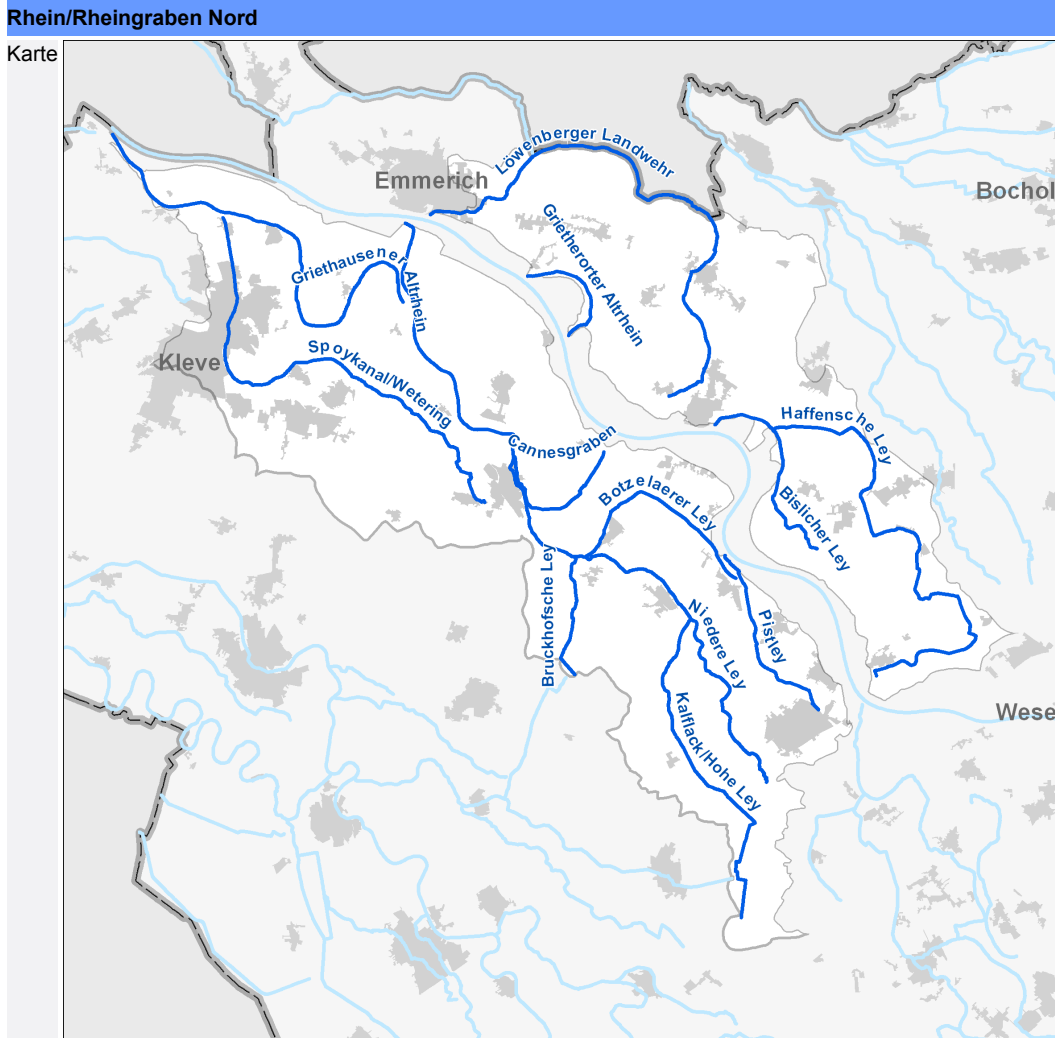 Rhein/Rheingraben Nord
Karte
Löwenberger Landwehr
Emmerich
Bochol
Grietherorter Altrhein
Griethausener Altrhein
Kleve
Spoykanal/Wetering
Haffensche Ley
Cannesgraben
Botzelaerer Ley
Bislicher Ley
Bruckhofsche Ley
Niedere Ley
Pistley
Kalflack/Hohe Ley
Wese